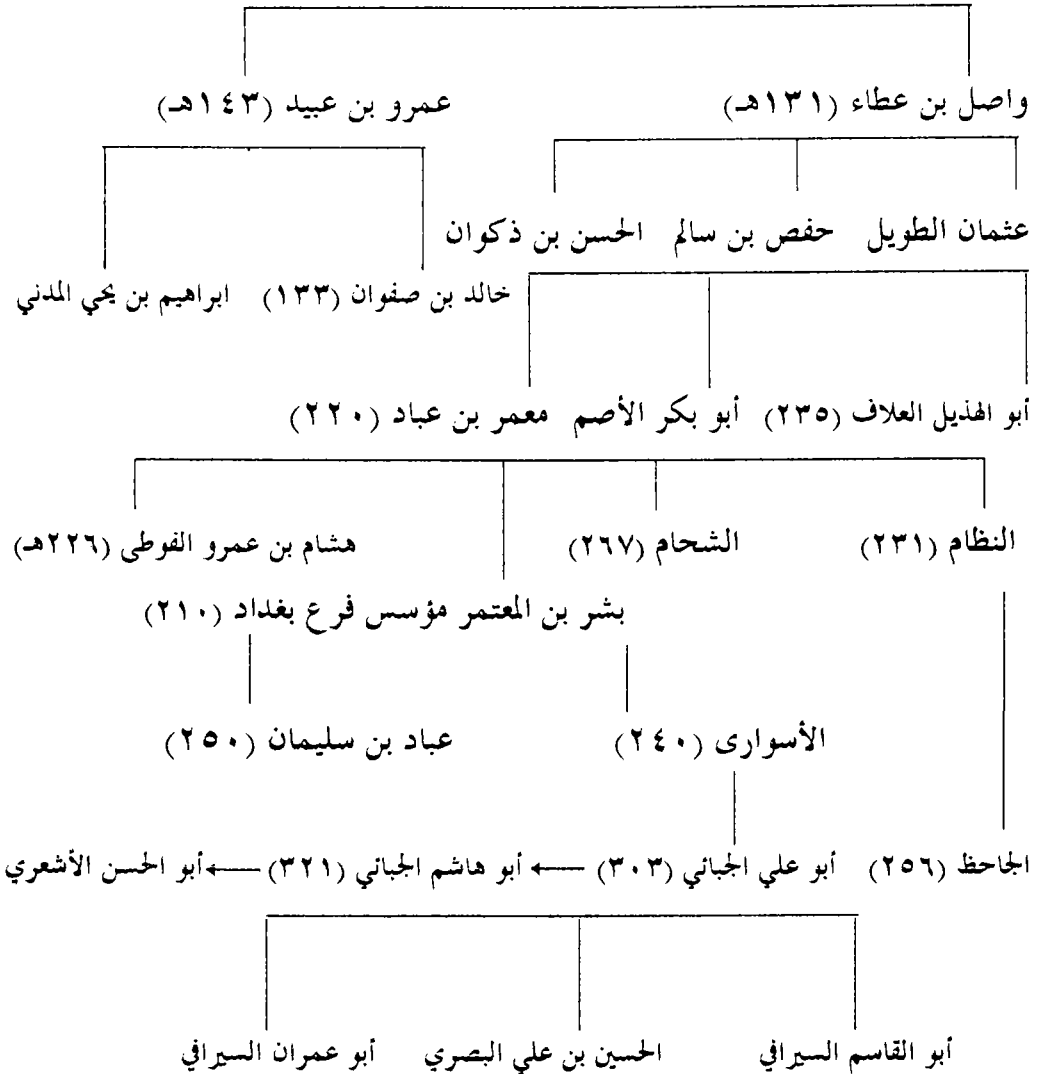 واصل بن عطاء (١٣١هـ) عمرو بن عبيد (١٤٣هـ)
عثمان الطويل حفص بن سالم الحسن بن ذكوان
خالد بن صفوان (١٣٣) ابراهيم بن يحي المدني
أبو الهذيل العلاف (٢٣٥) أبو بكر الأصم معمر بن عباد (٢٢٠)
النظام (٢٣١) الشحام (٢٦٧) هشام بن عمرو الفوطى (٢٢٦هـ)
بشر بن المعتمر مؤسس فرع بغداد (٢١٠)
الأسوارى (٢٤٠) عباد بن سليمان (٢٥٠)
الجاحظ (٢٥٦) أبو علي الجبائي (٣٠٣) ← أبو هاشم الجبائي (٣٢١) ← أبو الحسن الأشعري
أبو القاسم السيرافي الحسين بن علي البصري أبو عمران السيرافي